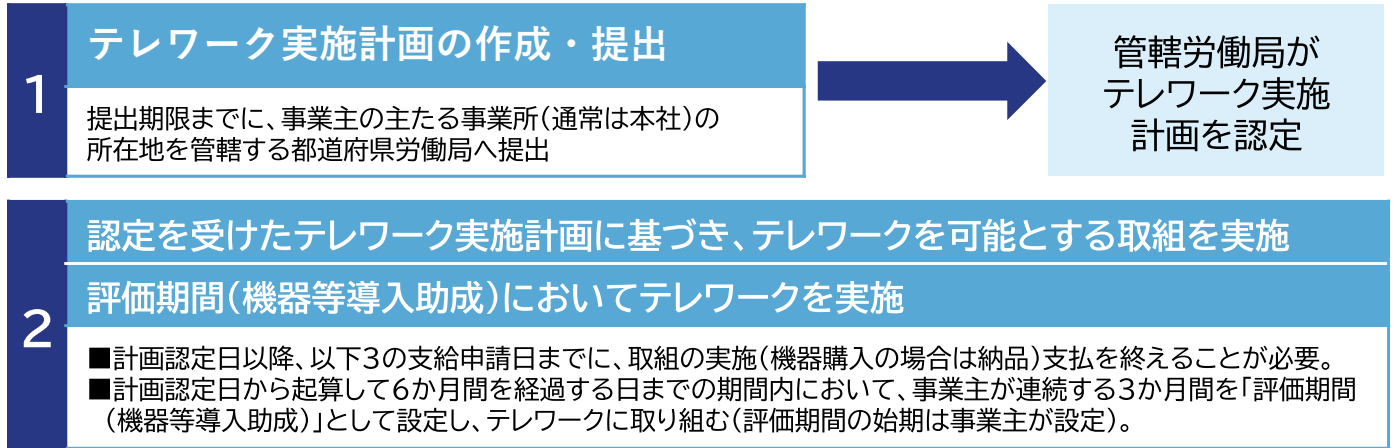 1
テレワーク実施計画の作成・提出
提出期限までに、事業主の主たる事業所(通常は本社)の
所在地を管轄する都道府県労働局へ提出
管轄労働局が
テレワーク実施
計画を認定
2
認定を受けたテレワーク実施計画に基づき、テレワークを可能とする取組を実施
評価期間(機器等導入助成)においてテレワークを実施
■計画認定日以降、以下3の支給申請日までに、取組の実施(機器購入の場合は納品)支払を終えることが必要。
■計画認定日から起算して6か月間を経過する日までの期間内において、事業主が連続する3か月間を「評価期間
(機器等導入助成)」として設定し、テレワークに取り組む(評価期間の始期は事業主が設定)。